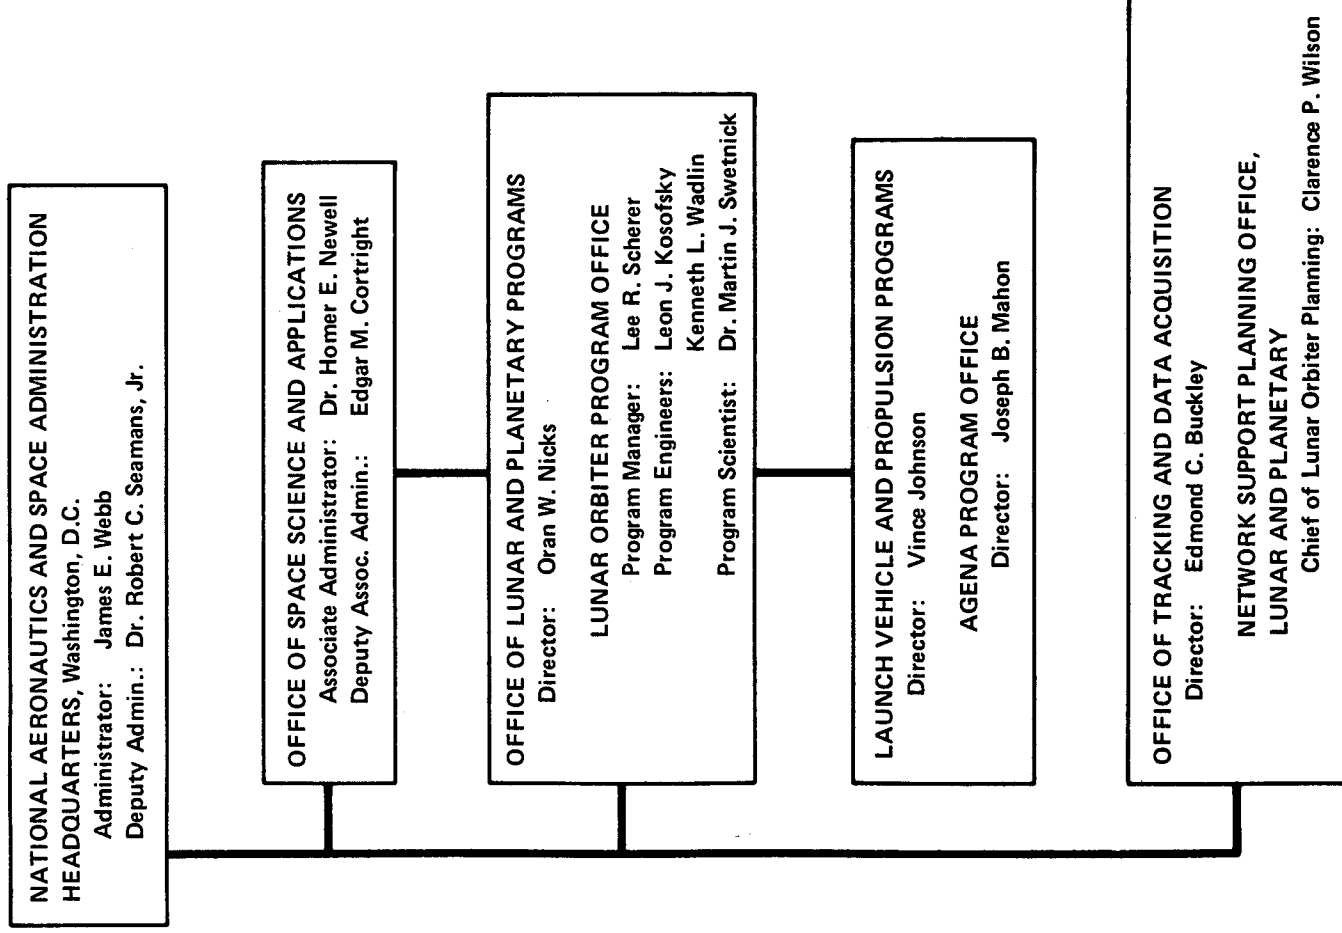 NATIONAL AERONAUTICS AND SPACE ADMINISTRATION
HEADQUARTERS, Washington, D.C.
Administrator: James E. Webb
Deputy Admin.: Dr. Robert C. Seamans, Jr.
OFFICE OF SPACE SCIENCE AND APPLICATIONS
Associate Administrator: Dr. Homer E. Newell
Deputy Assoc. Admin.: Edgar M. Cortright
OFFICE OF LUNAR AND PLANETARY PROGRAMS
Director: Oran W. Nicks
LUNAR ORBITER PROGRAM OFFICE
Program Manager: Lee R. Scherer
Program Engineers: Leon J. Kosofsky
Kenneth L. Wadlin
Program Scientist: Dr. Martin J. Swetnick
LAUNCH VEHICLE AND PROPULSION PROGRAMS
Director: Vince Johnson
AGENA PROGRAM OFFICE
Director: Joseph B. Mahon
OFFICE OF TRACKING AND DATA ACQUISITION
Director: Edmond C. Buckley
NETWORK SUPPORT PLANNING OFFICE,
LUNAR AND PLANETARY
Chief of Lunar Orbiter Planning: Clarence P. Wilson